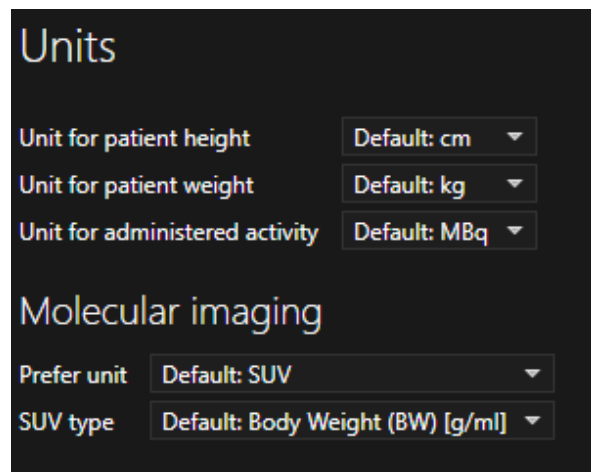 Units
Unit for patient height Default: cm
Unit for patient weight Default: kg
Unit for administered activity Default: MBq
Molecular imaging
Prefer unit Default: SUV
SUV type Default: Body Weight (BW) [g/ml]